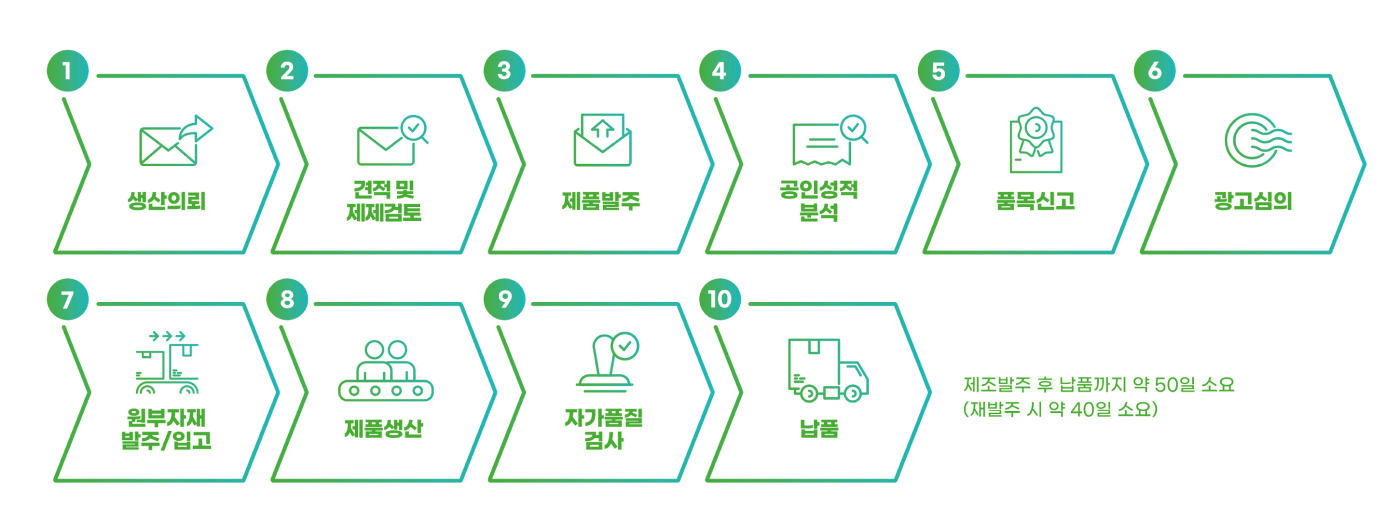 1
생산의뢰
2
견적 및
제제검토
3
제품발주
4
공인성적
분석
5
품목신고
6
광고심의
7
원부자재
발주/입고
8
제품생산
9
자가품질
검사
10
납품
제조발주 후 납품까지 약 50일 소요
(재발주 시 약 40일 소요)